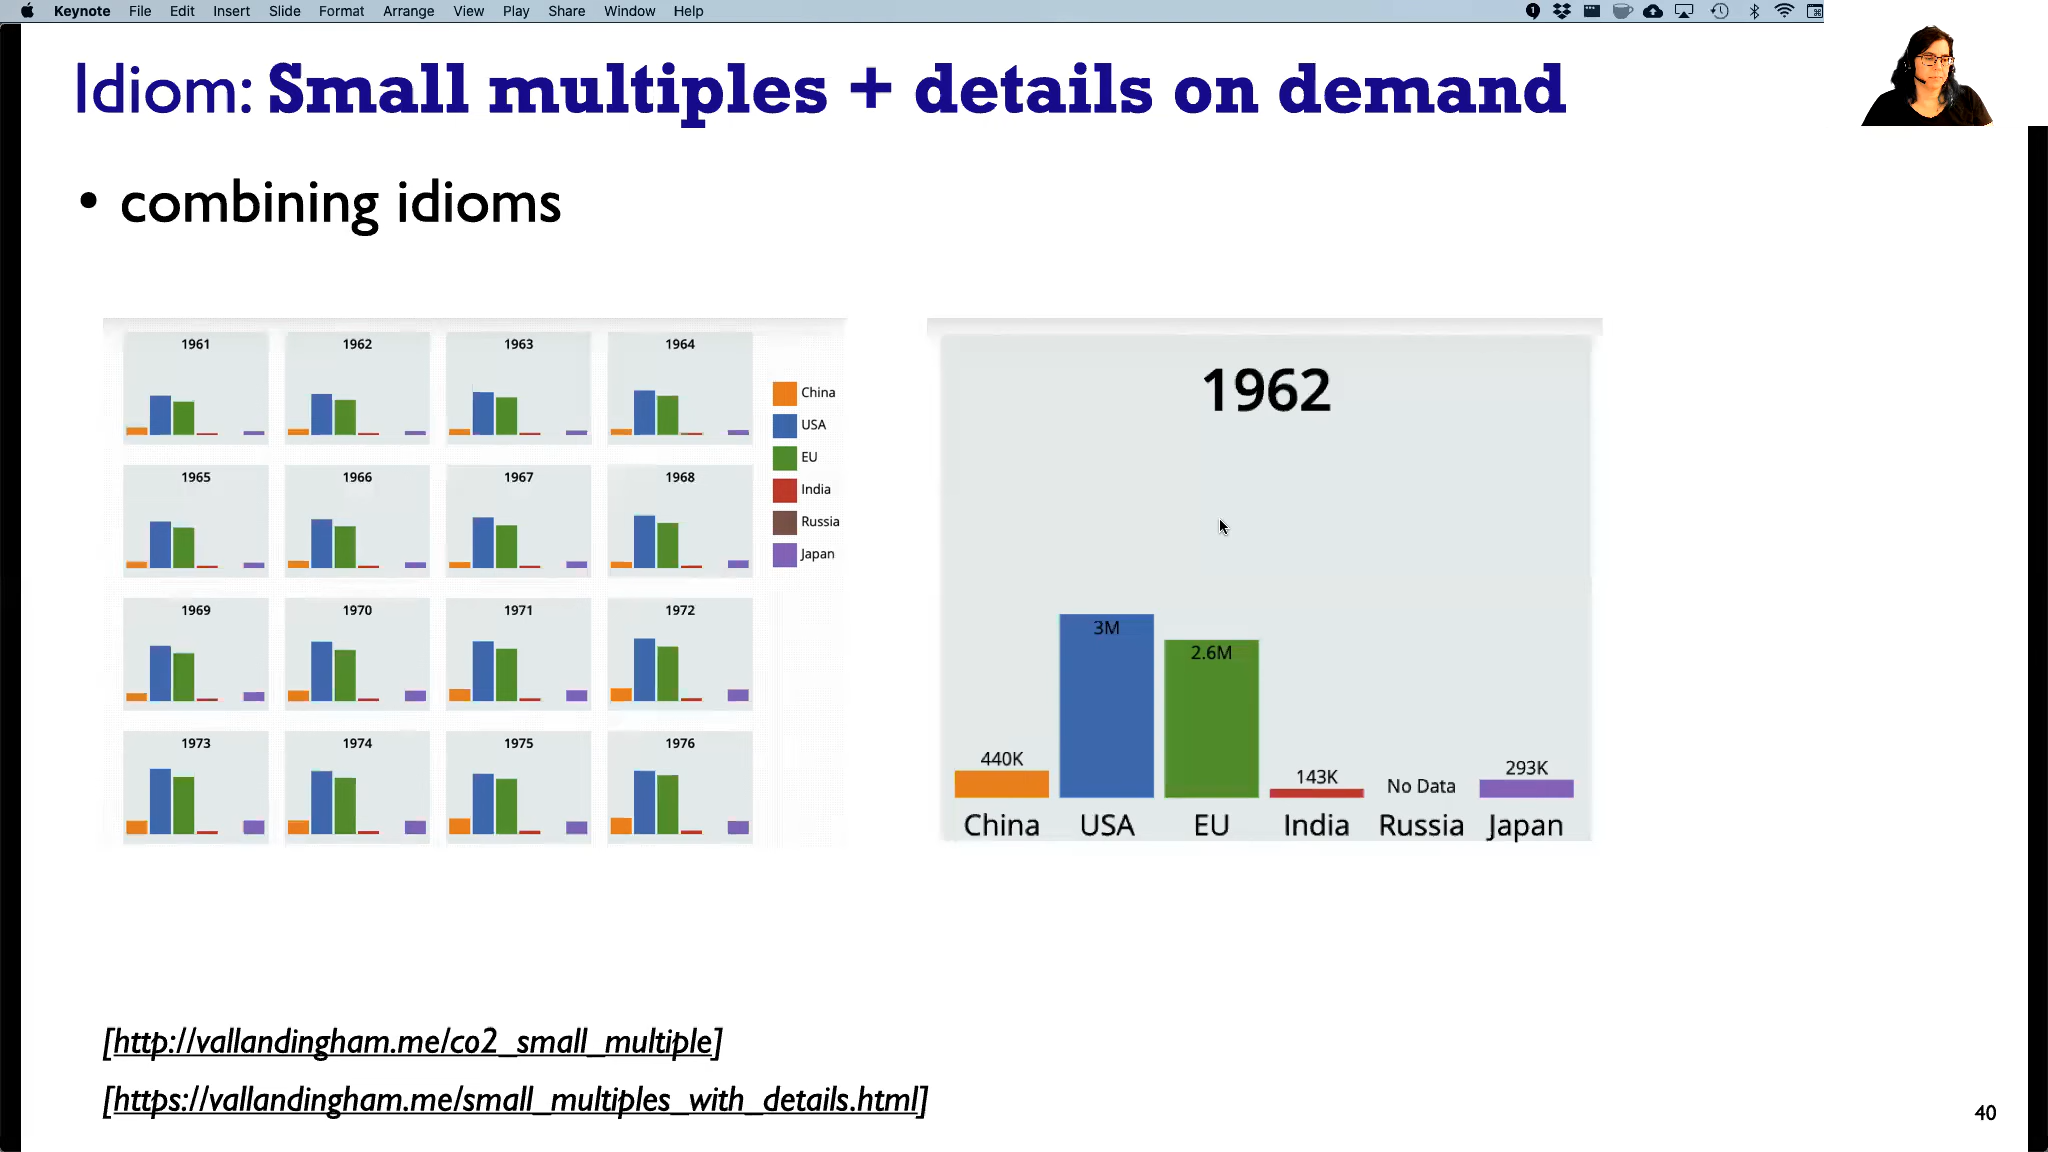 Keynote File Edit Insert Slide Format Arrange View Play Share Window Help
Idiom: Small multiples + details on demand
• combining idioms
1961 1962 1963 1964
1965 1966 1967 1968
1969 1970 1971 1972
1973 1974 1975 1976
China
USA
EU
India
Russia
Japan
1962
440K 3M 2.6M 143K No Data 293K
China USA EU India Russia Japan
[http://vallandingham.me/co2_small_multiple]
[https://vallandingham.me/small_multiples_with_details.html]
40